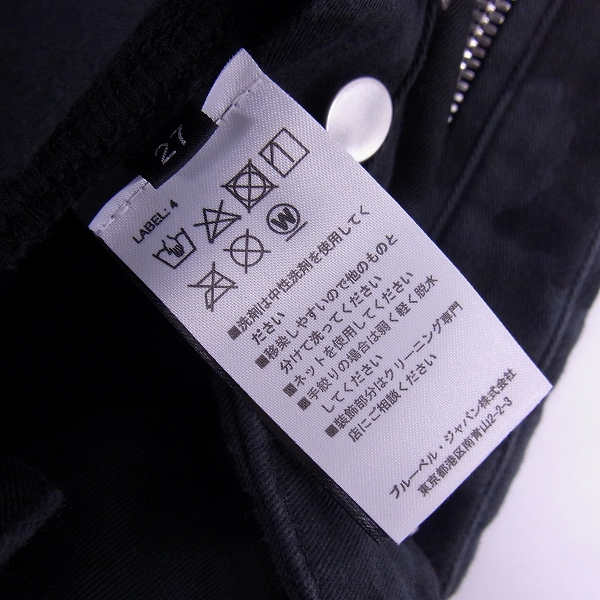 27
LABEL: 4
W
■洗剤は中性洗剤を使用してく
ださい
■移染しやすいので他のものと
分けて洗ってください
■ネットを使用してください
■手絞りの場合は弱く軽く脱水
してください
■装飾部分はクリーニング専門
店にご相談ください
ブルーベル・ジャパン株式会社
東京都港区南青山2-2-3